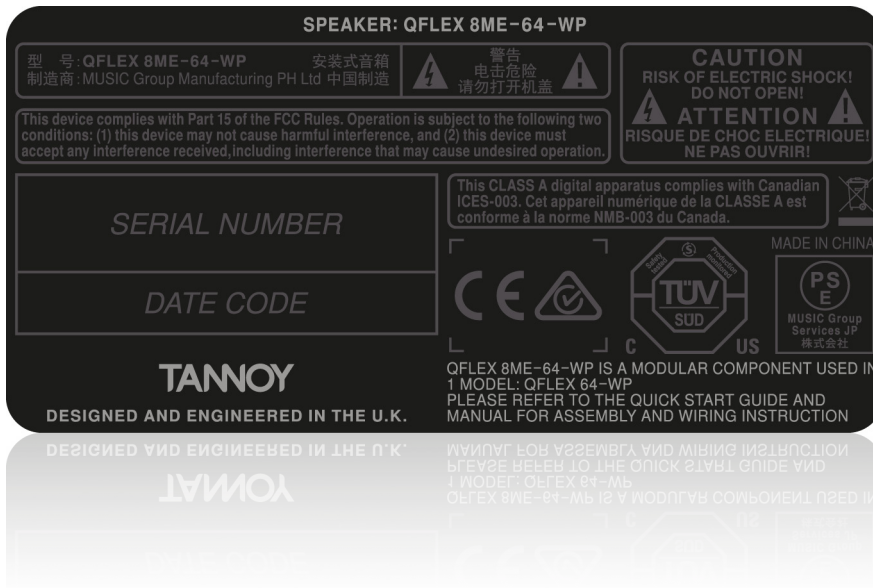 SPEAKER: QFLEX 8ME-64-WP
型 号:QFLEX 8ME-64-WP 安装式音箱
制造商:MUSIC Group Manufacturing PH Ltd 中国制造
警告
电击危险
请勿打开机盖
CAUTION
RISK OF ELECTRIC SHOCK!
DO NOT OPEN!
ATTENTION
RISQUE DE CHOC ELECTRIQUE!
NE PAS OUVRIR!
This device complies with Part 15 of the FCC Rules. Operation is subject to the following two
conditions: (1) this device may not cause harmful interference, and (2) this device must
accept any interference received,including interference that may cause undesired operation.
SERIAL NUMBER
DATE CODE
TANNOY
DESIGNED AND ENGINEERED IN THE U.K.
This CLASS A digital apparatus complies with Canadian
ICES-003. Cet appareil numérique de la CLASSE A est
conforme à la norme NMB-003 du Canada.
CE
Safety tested
S
Production monitored
TÜV
SÜD
C US
MADE IN CHINA
PS
E
MUSIC Group
Services JP
株式会社
QFLEX 8ME-64-WP IS A MODULAR COMPONENT USED IN
1 MODEL: QFLEX 64-WP
PLEASE REFER TO THE QUICK START GUIDE AND
MANUAL FOR ASSEMBLY AND WIRING INSTRUCTION